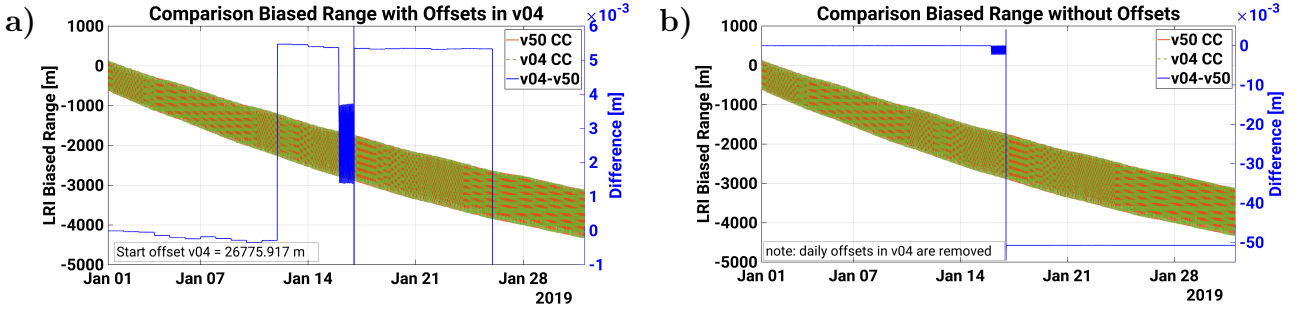 a)
Comparison Biased Range with Offsets in v04
×10⁻³
LRI Biased Range [m]
1000
0
-1000
-2000
-3000
-4000
-5000
v50 CC
v04 CC
v04-v50
Start offset v04 = 26775.917 m
6
5
4
3
2
1
0
-1
Difference [m]
Jan 01
Jan 07
Jan 14
Jan 21
Jan 28
2019
b)
Comparison Biased Range without Offsets
×10⁻³
LRI Biased Range [m]
1000
0
-1000
-2000
-3000
-4000
-5000
v50 CC
v04 CC
v04-v50
note: daily offsets in v04 are removed
0
-10
-20
-30
-40
-50
Difference [m]
Jan 01
Jan 07
Jan 14
Jan 21
Jan 28
2019